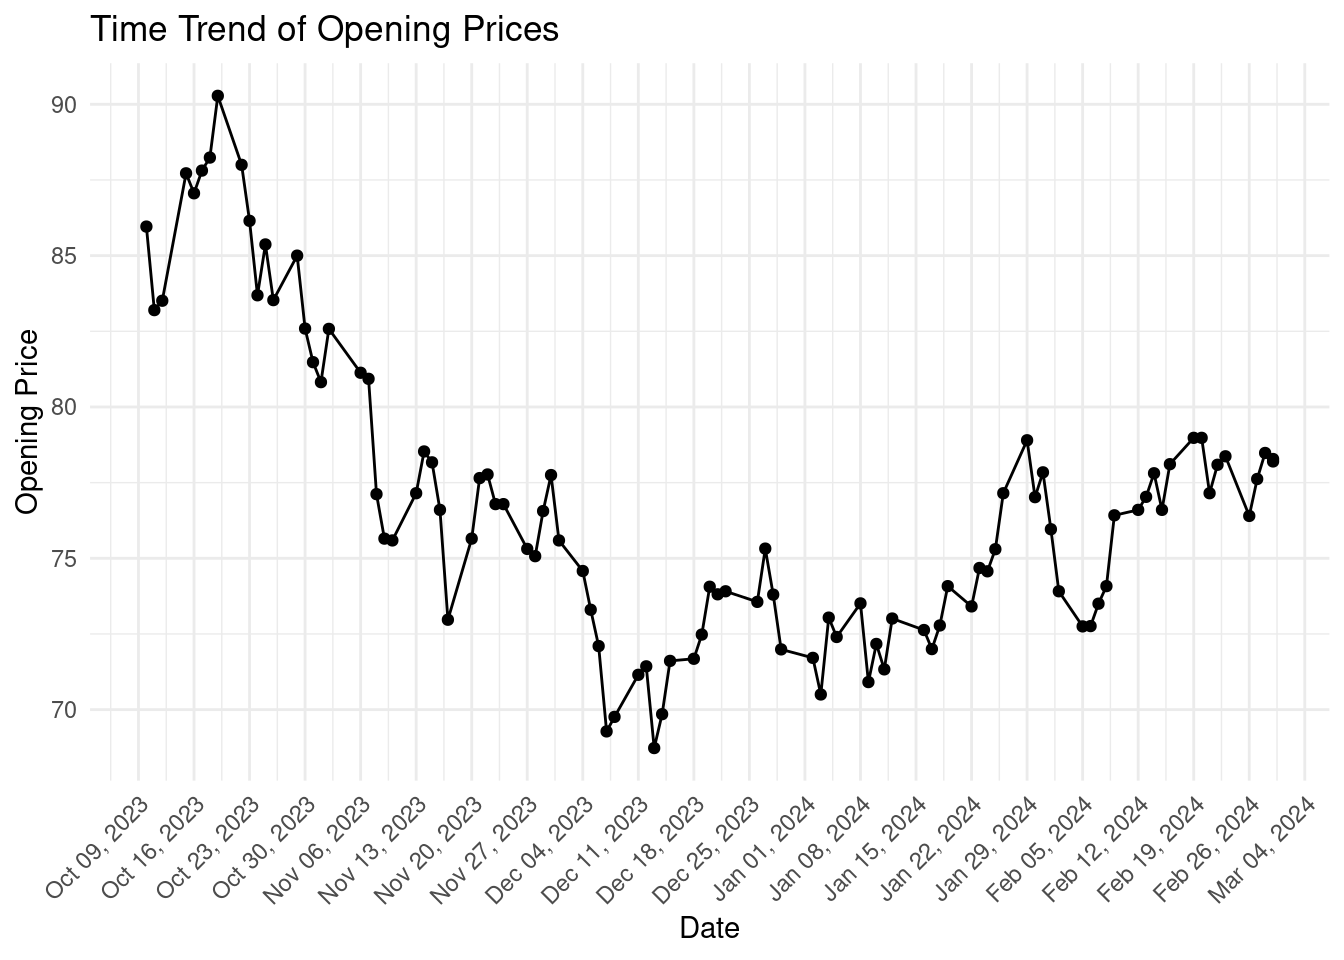 Time Trend of Opening Prices
Opening Price
90
85
80
75
70
Oct 09, 2023
Oct 16, 2023
Oct 23, 2023
Oct 30, 2023
Nov 06, 2023
Nov 13, 2023
Nov 20, 2023
Nov 27, 2023
Dec 04, 2023
Dec 11, 2023
Dec 18, 2023
Dec 25, 2023
Jan 01, 2024
Jan 08, 2024
Jan 15, 2024
Jan 22, 2024
Jan 29, 2024
Feb 05, 2024
Feb 12, 2024
Feb 19, 2024
Feb 26, 2024
Mar 04, 2024
Date